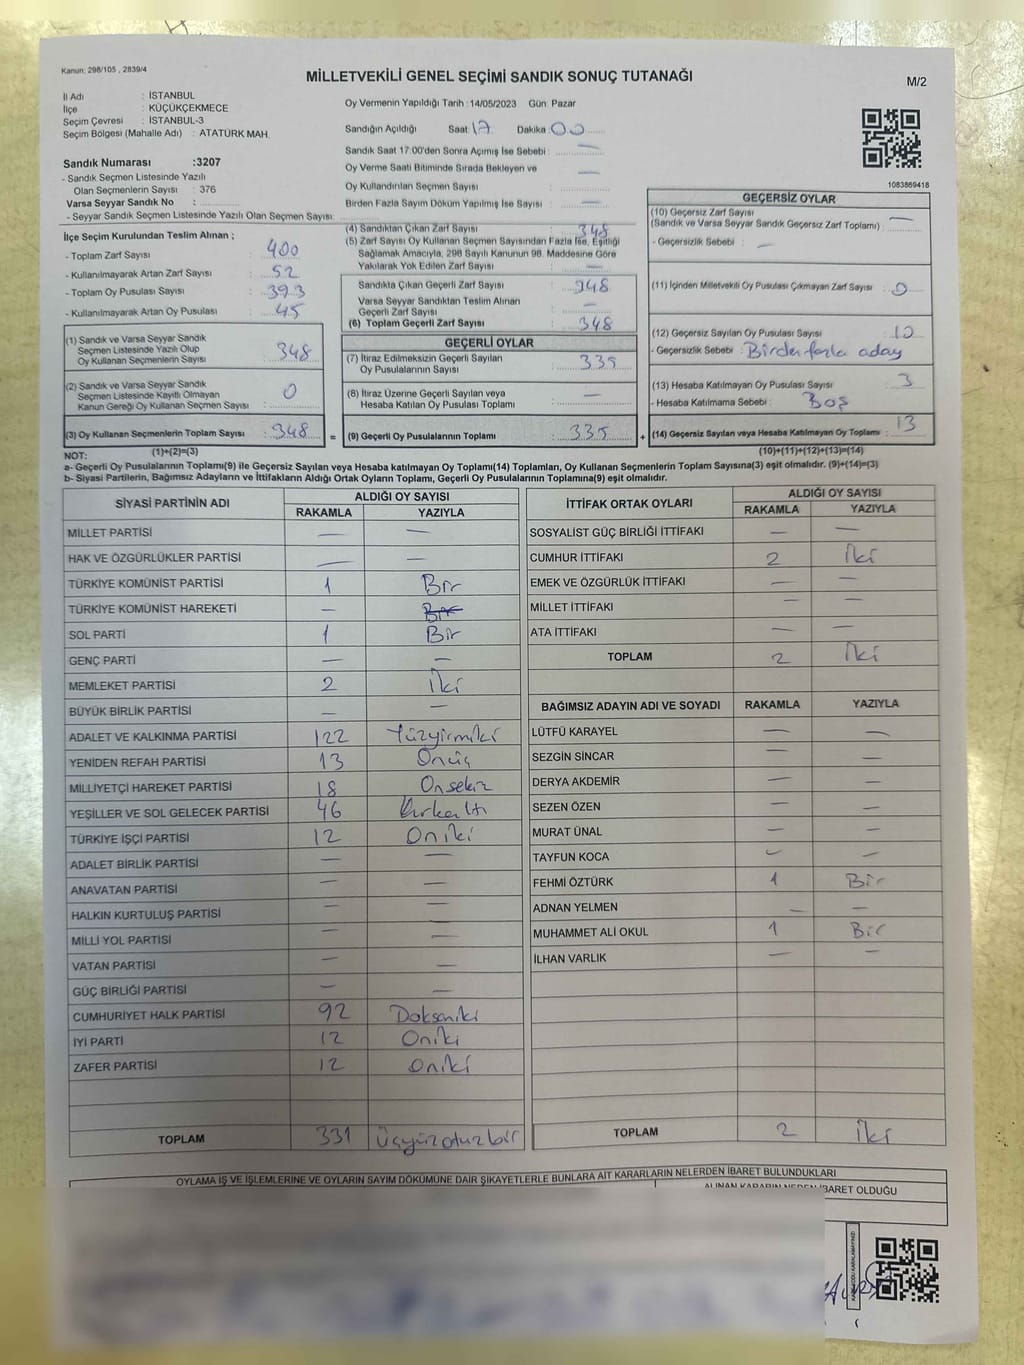 Kanun: 298/105 , 2839/4
MİLLETVEKİLİ GENEL SEÇİMİ SANDIK SONUÇ TUTANAĞI
M/2
İl Adı : İSTANBUL
İlçe : KÜÇÜKÇEKMECE
Seçim Çevresi : İSTANBUL-3
Seçim Bölgesi (Mahalle Adı) : ATATÜRK MAH.
Sandık Numarası :3207
- Sandık Seçmen Listesinde Yazılı
Olan Seçmenlerin Sayısı : 376
Varsa Seyyar Sandık No :
- Seyyar Sandık Seçmen Listesinde Yazılı Olan Seçmen Sayısı:
Oy Vermenin Yapıldığı Tarih :14/05/2023 Gün: Pazar
Sandığın Açıldığı Saat: 17 Dakika: 00
Sandık Saat 17:00'den Sonra Açımış İse Sebebi : —
Oy Verme Saati Bitiminde Sırada Bekleyen ve —
Oy Kullandırılan Seçmen Sayısı :
Birden Fazla Sayım Döküm Yapılmış İse Sayısı : —
1083869418
İlçe Seçim Kurulundan Teslim Alınan ;
- Toplam Zarf Sayısı : 400
- Kullanılmayarak Artan Zarf Sayısı : 52
- Toplam Oy Pusulası Sayısı : 393
- Kullanılmayarak Artan Oy Pusulası : 45
(1) Sandık ve Varsa Seyyar Sandık
Seçmen Listesinde Yazılı Olup
Oy Kullanan Seçmenlerin Sayısı : 348
(2) Sandık ve Varsa Seyyar Sandık
Seçmen Listesinde Kayıtlı Olmayan
Kanun Gereği Oy Kullanan Seçmen Sayısı : 0
(3) Oy Kullanan Seçmenlerin Toplam Sayısı : 348
(1)+(2)=(3)
(4) Sandıktan Çıkan Zarf Sayısı : 348
(5) Zarf Sayısı Oy Kullanan Seçmen Sayısından Fazla İse, Eşitliği
Sağlamak Amacıyla, 298 Sayılı Kanunun 98. Maddesine Göre
Yakılarak Yok Edilen Zarf Sayısı : —
Sandıkta Çıkan Geçerli Zarf Sayısı : 348
Varsa Seyyar Sandıktan Teslim Alınan
Geçerli Zarf Sayısı : —
(6) Toplam Geçerli Zarf Sayısı : 348
GEÇERLİ OYLAR
(7) İtiraz Edilmeksizin Geçerli Sayılan
Oy Pusulalarının Sayısı : 335
(8) İtiraz Üzerine Geçerli Sayılan veya
Hesaba Katılan Oy Pusulası Toplamı : —
= (9) Geçerli Oy Pusulalarının Toplamı : 335 +
GEÇERSİZ OYLAR
(10) Geçersiz Zarf Sayısı
(Sandık ve Varsa Seyyar Sandık Geçersiz Zarf Toplamı) : —
- Geçersizlik Sebebi : —
(11) İçinden Milletvekili Oy Pusulası Çıkmayan Zarf Sayısı : 0
(12) Geçersiz Sayılan Oy Pusulası Sayısı : 10
- Geçersizlik Sebebi : Birden fazla aday
(13) Hesaba Katılmayan Oy Pusulası Sayısı : 3
- Hesaba Katılmama Sebebi : Boş
(14) Geçersiz Sayılan veya Hesaba Katılmayan Oy Toplamı : 13
(10)+(11)+(12)+(13)=(14)
NOT:
a- Geçerli Oy Pusulalarının Toplamı(9) ile Geçersiz Sayılan veya Hesaba katılmayan Oy Toplamı(14) Toplamları, Oy Kullanan Seçmenlerin Toplam Sayısına(3) eşit olmalıdır. (9)+(14)=(3)
b- Siyasi Partilerin, Bağımsız Adayların ve İttifakların Aldığı Ortak Oyların Toplamı, Geçerli Oy Pusulalarının Toplamına(9) eşit olmalıdır.
SİYASİ PARTİNİN ADI ALDIĞI OY SAYISI
RAKAMLA YAZIYLA
MİLLET PARTİSİ — —
HAK VE ÖZGÜRLÜKLER PARTİSİ — —
TÜRKİYE KOMÜNİST PARTİSİ 1 Bir
TÜRKİYE KOMÜNİST HAREKETİ — Bir
SOL PARTİ 1 Bir
GENÇ PARTİ — —
MEMLEKET PARTİSİ 2 İki
BÜYÜK BİRLİK PARTİSİ — —
ADALET VE KALKINMA PARTİSİ 122 Yüzyirmiki
YENİDEN REFAH PARTİSİ 13 Onüç
MİLLİYETÇİ HAREKET PARTİSİ 18 Onsekiz
YEŞİLLER VE SOL GELECEK PARTİSİ 46 Kırkaltı
TÜRKİYE İŞÇİ PARTİSİ 12 Oniki
ADALET BİRLİK PARTİSİ — —
ANAVATAN PARTİSİ — —
HALKIN KURTULUŞ PARTİSİ — —
MİLLİ YOL PARTİSİ — —
VATAN PARTİSİ — —
GÜÇ BİRLİĞİ PARTİSİ — —
CUMHURİYET HALK PARTİSİ 92 Doksaniki
İYİ PARTİ 12 Oniki
ZAFER PARTİSİ 12 Oniki
TOPLAM 331 Üçyüzotuzbir
İTTİFAK ORTAK OYLARI ALDIĞI OY SAYISI
RAKAMLA YAZIYLA
SOSYALİST GÜÇ BİRLİĞİ İTTİFAKI — —
CUMHUR İTTİFAKI 2 İki
EMEK VE ÖZGÜRLÜK İTTİFAKI — —
MİLLET İTTİFAKI — —
ATA İTTİFAKI — —
TOPLAM 2 İki
BAĞIMSIZ ADAYIN ADI VE SOYADI RAKAMLA YAZIYLA
LÜTFÜ KARAYEL — —
SEZGİN SİNCAR — —
DERYA AKDEMİR — —
SEZEN ÖZEN — —
MURAT ÜNAL — —
TAYFUN KOCA — —
FEHMİ ÖZTÜRK 1 Bir
ADNAN YELMEN — —
MUHAMMET ALİ OKUL 1 Bir
İLHAN VARLIK — —
TOPLAM 2 İki
OYLAMA İŞ VE İŞLEMLERİNE VE OYLARIN SAYIM DÖKÜMÜNE DAİR ŞİKAYETLERLE BUNLARA AİT KARARLARIN NELERDEN İBARET BULUNDUKLARI
ALINAN KARARIN NEDEN İBARET OLDUĞU